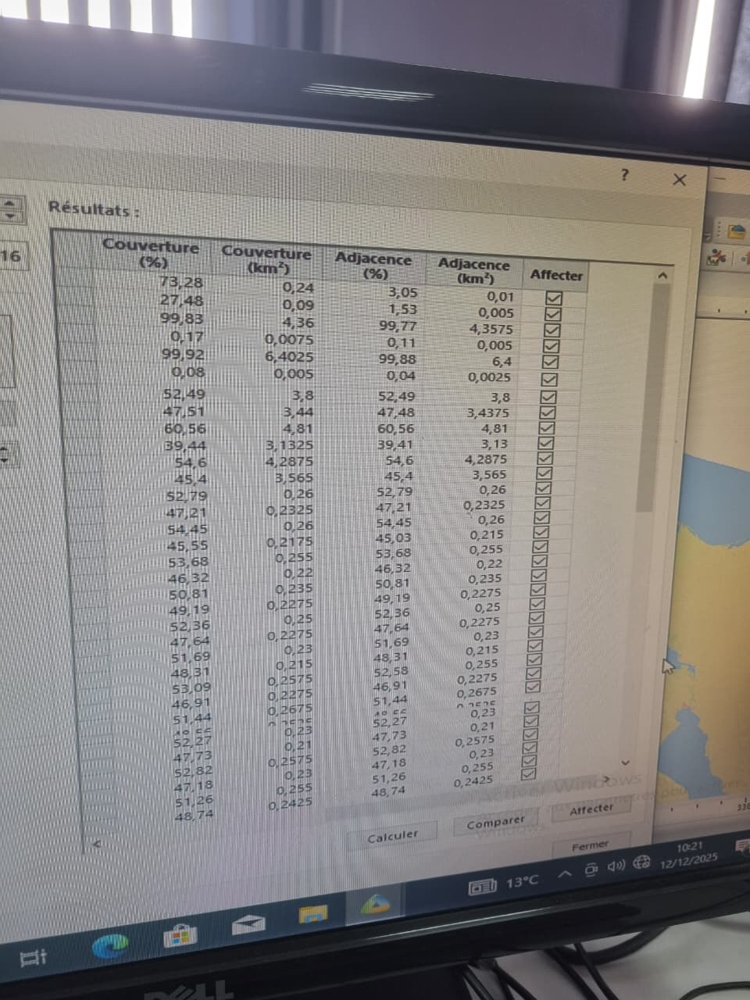 ?
Résultats :
16
Couverture (%) Couverture (km²) Adjacence (%) Adjacence (km²) Affecter
73,28 0,24 3,05 0,01
27,48 0,09 1,53 0,005
99,83 4,36 99,77 4,3575
0,17 0,0075 0,11 0,005
99,92 6,4025 99,88 6,4
0,08 0,005 0,04 0,0025
52,49 3,8 52,49 3,8
47,51 3,44 47,48 3,4375
60,56 4,81 60,56 4,81
39,44 3,1325 39,41 3,13
54,6 4,2875 54,6 4,2875
45,4 3,565 45,4 3,565
52,79 0,26 52,79 0,26
47,21 0,2325 47,21 0,2325
54,45 0,26 54,45 0,26
45,55 0,2175 45,03 0,215
53,68 0,255 53,68 0,255
46,32 0,22 46,32 0,22
50,81 0,235 50,81 0,235
49,19 0,2275 49,19 0,2275
52,36 0,25 52,36 0,25
47,64 0,2275 47,64 0,2275
51,69 0,23 51,69 0,23
48,31 0,215 48,31 0,215
53,09 0,2575 52,58 0,255
46,91 0,2275 46,91 0,2275
51,44 0,2675 51,44 0,2675
52,27 0,23 52,27 0,23
47,73 0,21 47,73 0,21
52,82 0,2575 52,82 0,2575
47,18 0,23 47,18 0,23
51,26 0,255 51,26 0,255
48,74 0,2425 48,74 0,2425
Activer Windows
Calculer Comparer Affecter
Fermer
13°C
10:21
12/12/2025
DELL